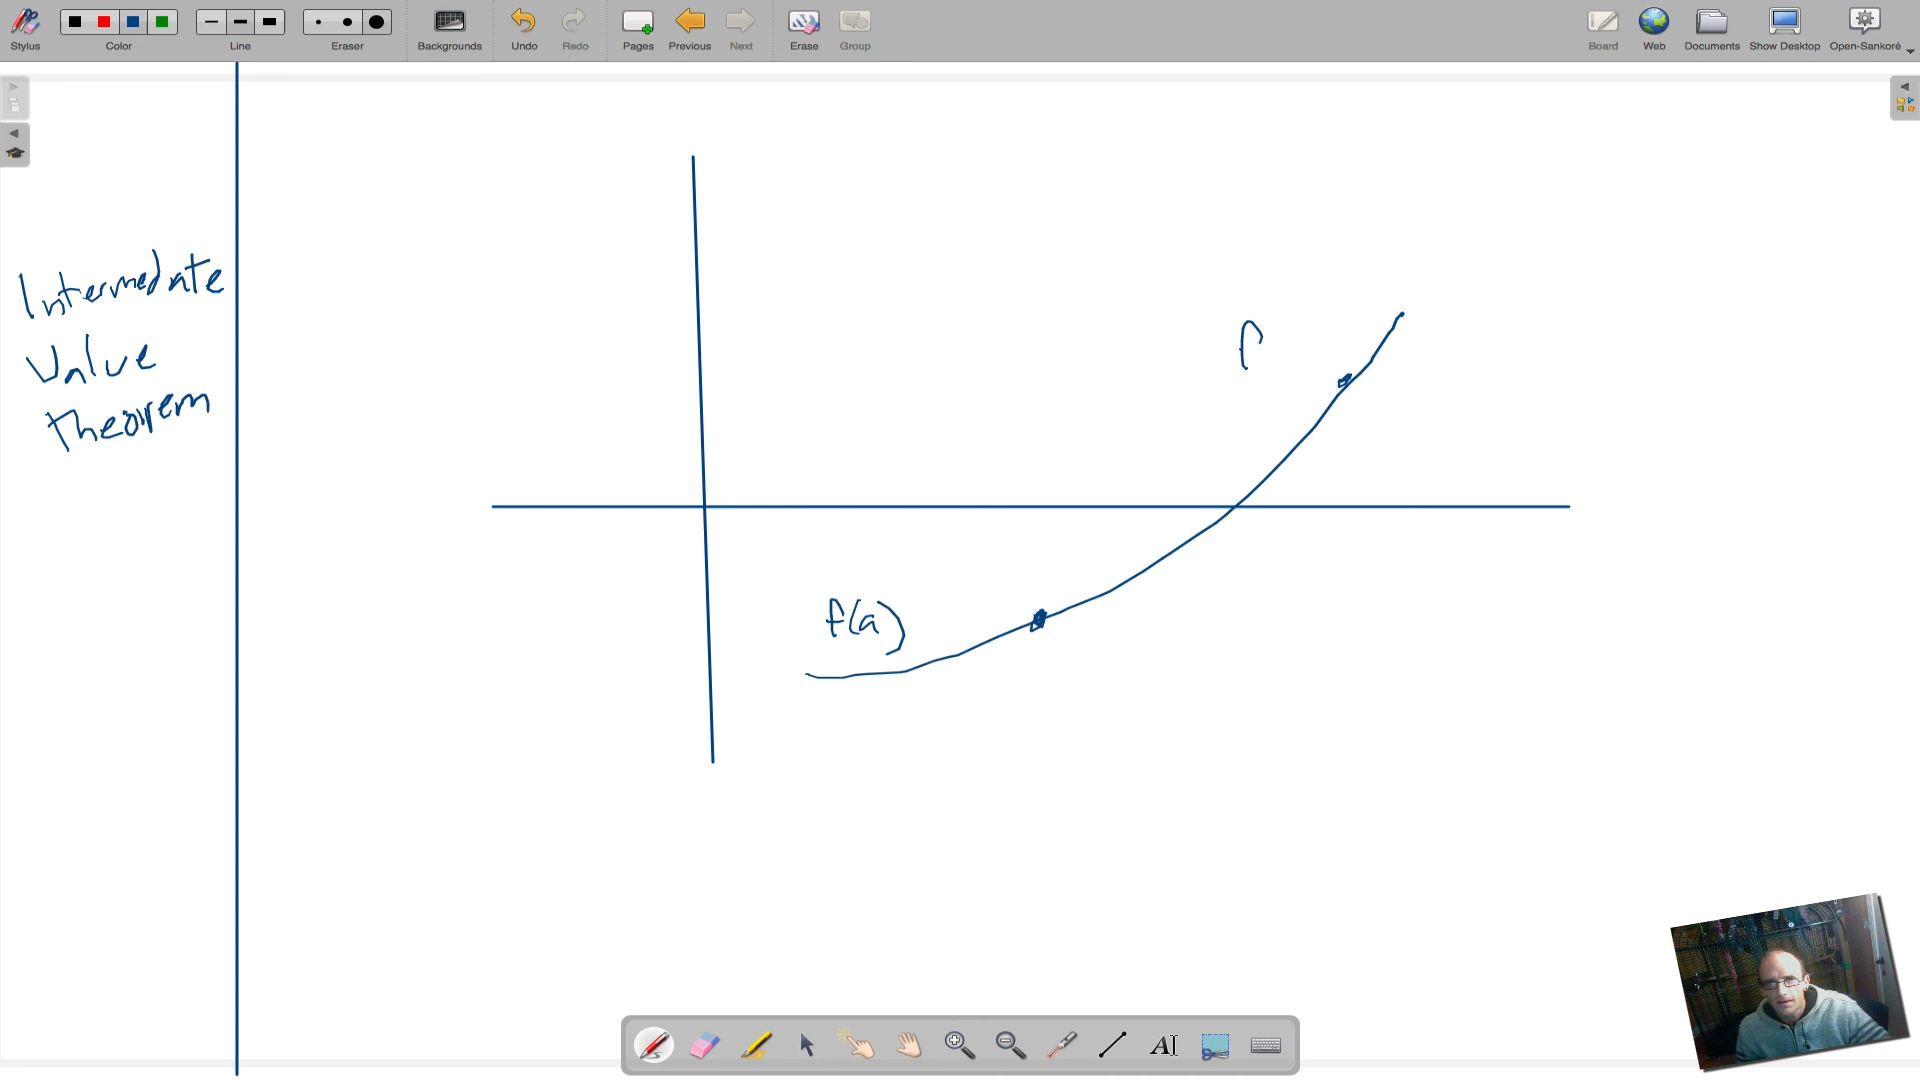 Stylus
Color
Line
Eraser
Backgrounds
Undo
Redo
Pages
Previous
Next
Erase
Group
Board
Web
Documents
Show Desktop
Open-Sankoré
Intermedate
Value
Theorem
f
f(a)